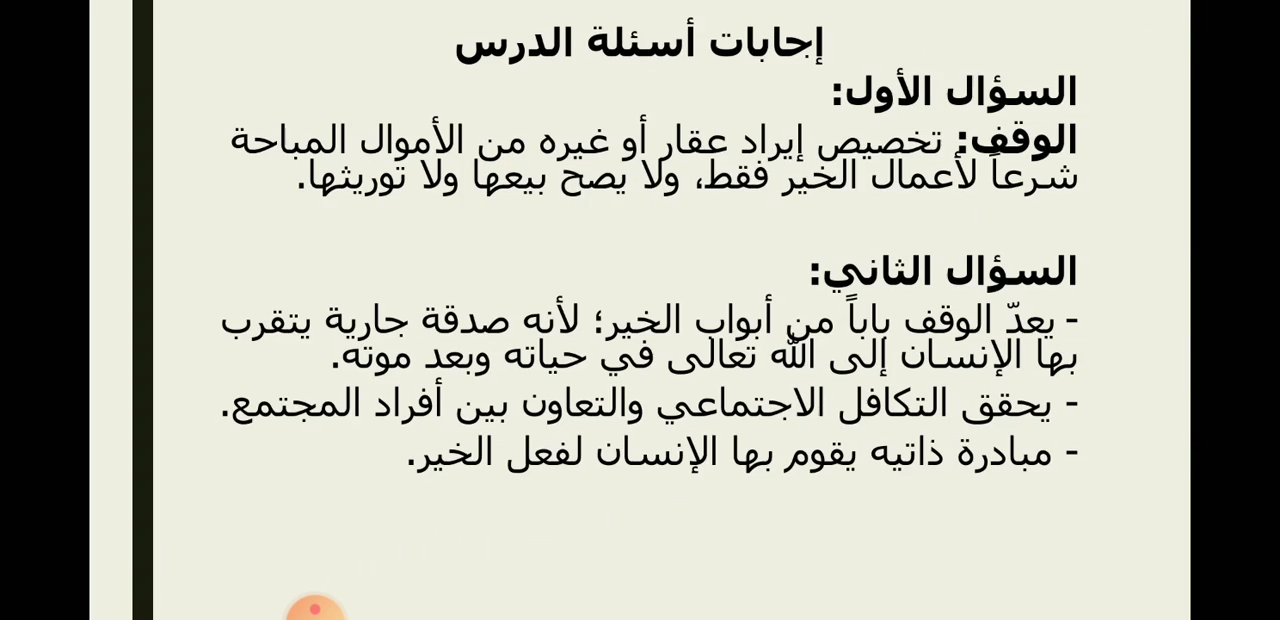 إجابات أسئلة الدرس
السؤال الأول:
الوقف: تخصيص إيراد عقار أو غيره من الأموال المباحة
شرعاً لأعمال الخير فقط، ولا يصح بيعها ولا توريثها.
السؤال الثاني:
- يعدّ الوقف باباً من أبواب الخير؛ لأنه صدقة جارية يتقرب
بها الإنسان إلى الله تعالى في حياته وبعد موته.
- يحقق التكافل الاجتماعي والتعاون بين أفراد المجتمع.
- مبادرة ذاتيه يقوم بها الإنسان لفعل الخير.